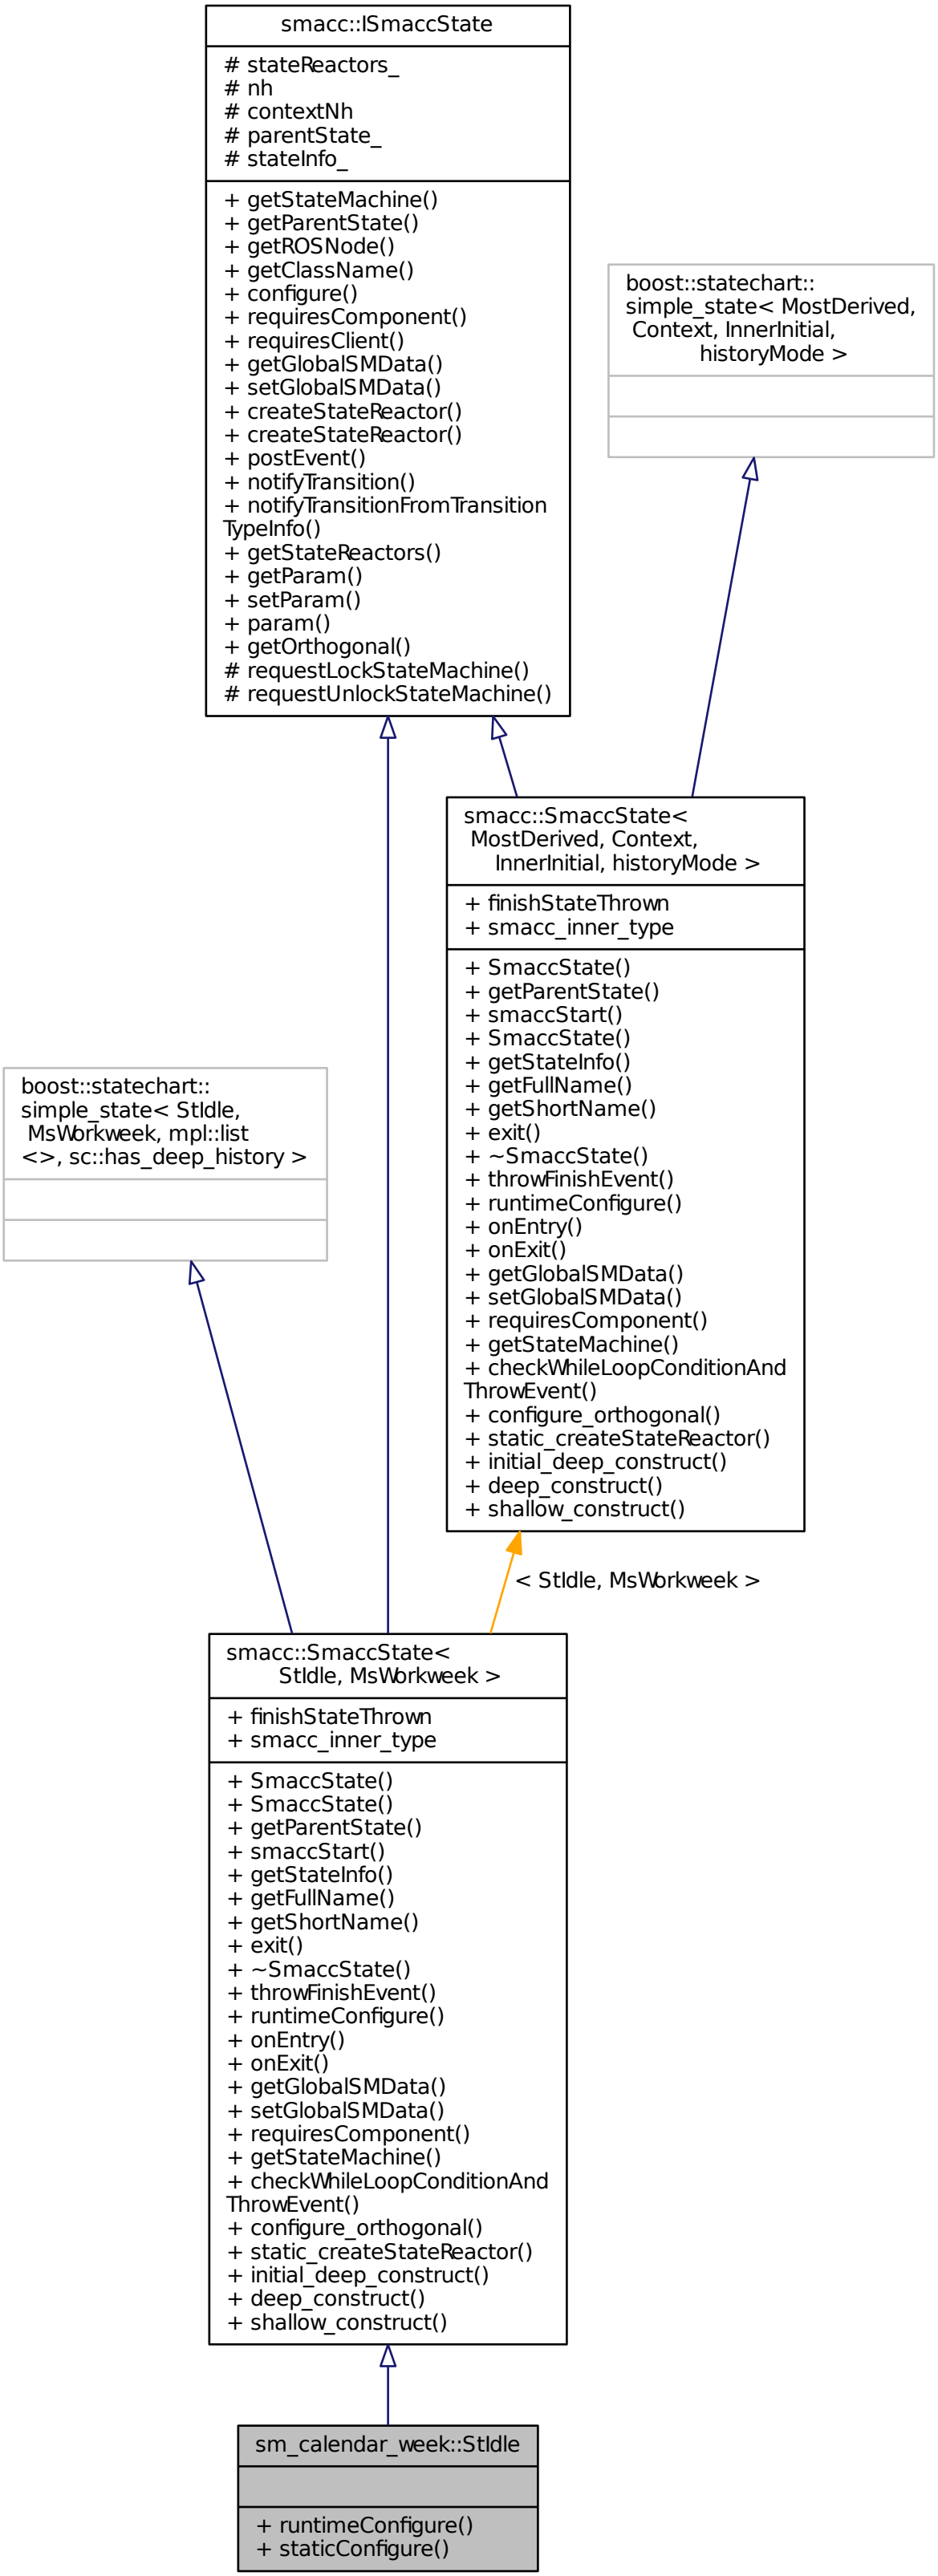 smacc::ISmaccState
# stateReactors_
# nh
# contextNh
# parentState_
# stateInfo_
+ getStateMachine()
+ getParentState()
+ getROSNode()
+ getClassName()
+ configure()
+ requiresComponent()
+ requiresClient()
+ getGlobalSMData()
+ setGlobalSMData()
+ createStateReactor()
+ createStateReactor()
+ postEvent()
+ notifyTransition()
+ notifyTransitionFromTransition
TypeInfo()
+ getStateReactors()
+ getParam()
+ setParam()
+ param()
+ getOrthogonal()
# requestLockStateMachine()
# requestUnlockStateMachine()
boost::statechart::
simple_state< MostDerived,
Context, InnerInitial,
historyMode >
smacc::SmaccState<
MostDerived, Context,
InnerInitial, historyMode >
+ finishStateThrown
+ smacc_inner_type
+ SmaccState()
+ getParentState()
+ smaccStart()
+ SmaccState()
+ getStateInfo()
+ getFullName()
+ getShortName()
+ exit()
+ ~SmaccState()
+ throwFinishEvent()
+ runtimeConfigure()
+ onEntry()
+ onExit()
+ getGlobalSMData()
+ setGlobalSMData()
+ requiresComponent()
+ getStateMachine()
+ checkWhileLoopConditionAnd
ThrowEvent()
+ configure_orthogonal()
+ static_createStateReactor()
+ initial_deep_construct()
+ deep_construct()
+ shallow_construct()
boost::statechart::
simple_state< StIdle,
MsWorkweek, mpl::list
<>, sc::has_deep_history >
< StIdle, MsWorkweek >
smacc::SmaccState<
StIdle, MsWorkweek >
+ finishStateThrown
+ smacc_inner_type
+ SmaccState()
+ SmaccState()
+ getParentState()
+ smaccStart()
+ getStateInfo()
+ getFullName()
+ getShortName()
+ exit()
+ ~SmaccState()
+ throwFinishEvent()
+ runtimeConfigure()
+ onEntry()
+ onExit()
+ getGlobalSMData()
+ setGlobalSMData()
+ requiresComponent()
+ getStateMachine()
+ checkWhileLoopConditionAnd
ThrowEvent()
+ configure_orthogonal()
+ static_createStateReactor()
+ initial_deep_construct()
+ deep_construct()
+ shallow_construct()
sm_calendar_week::StIdle
+ runtimeConfigure()
+ staticConfigure()